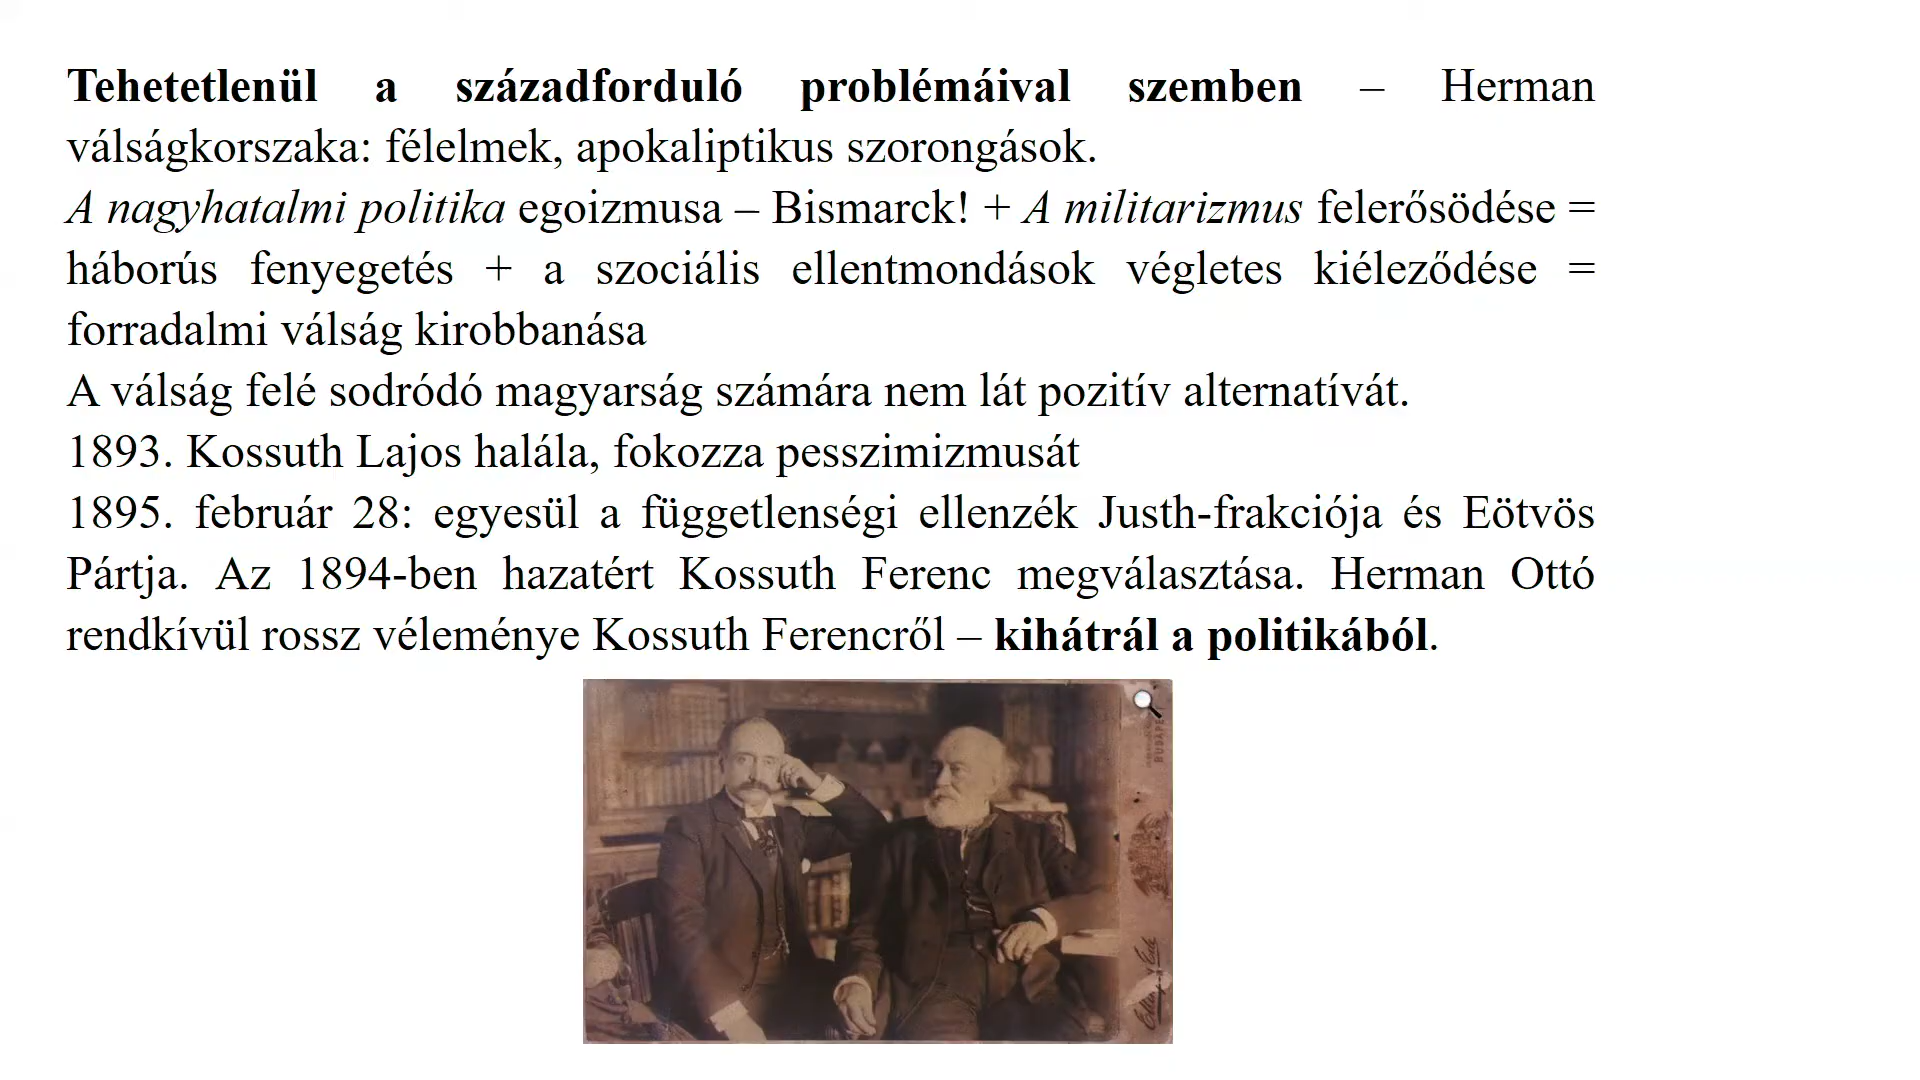 Tehetetlenül a századforduló problémáival szemben – Herman
válságkorszaka: félelmek, apokaliptikus szorongások.
A nagyhatalmi politika egoizmusa – Bismarck! + A militarizmus felerősödése =
háborús fenyegetés + a szociális ellentmondások végletes kiéleződése =
forradalmi válság kirobbanása
A válság felé sodródó magyarság számára nem lát pozitív alternatívát.
1893. Kossuth Lajos halála, fokozza pesszimizmusát
1895. február 28: egyesül a függetlenségi ellenzék Justh-frakciója és Eötvös
Pártja. Az 1894-ben hazatért Kossuth Ferenc megválasztása. Herman Ottó
rendkívül rossz véleménye Kossuth Ferencről – kihátrál a politikából.